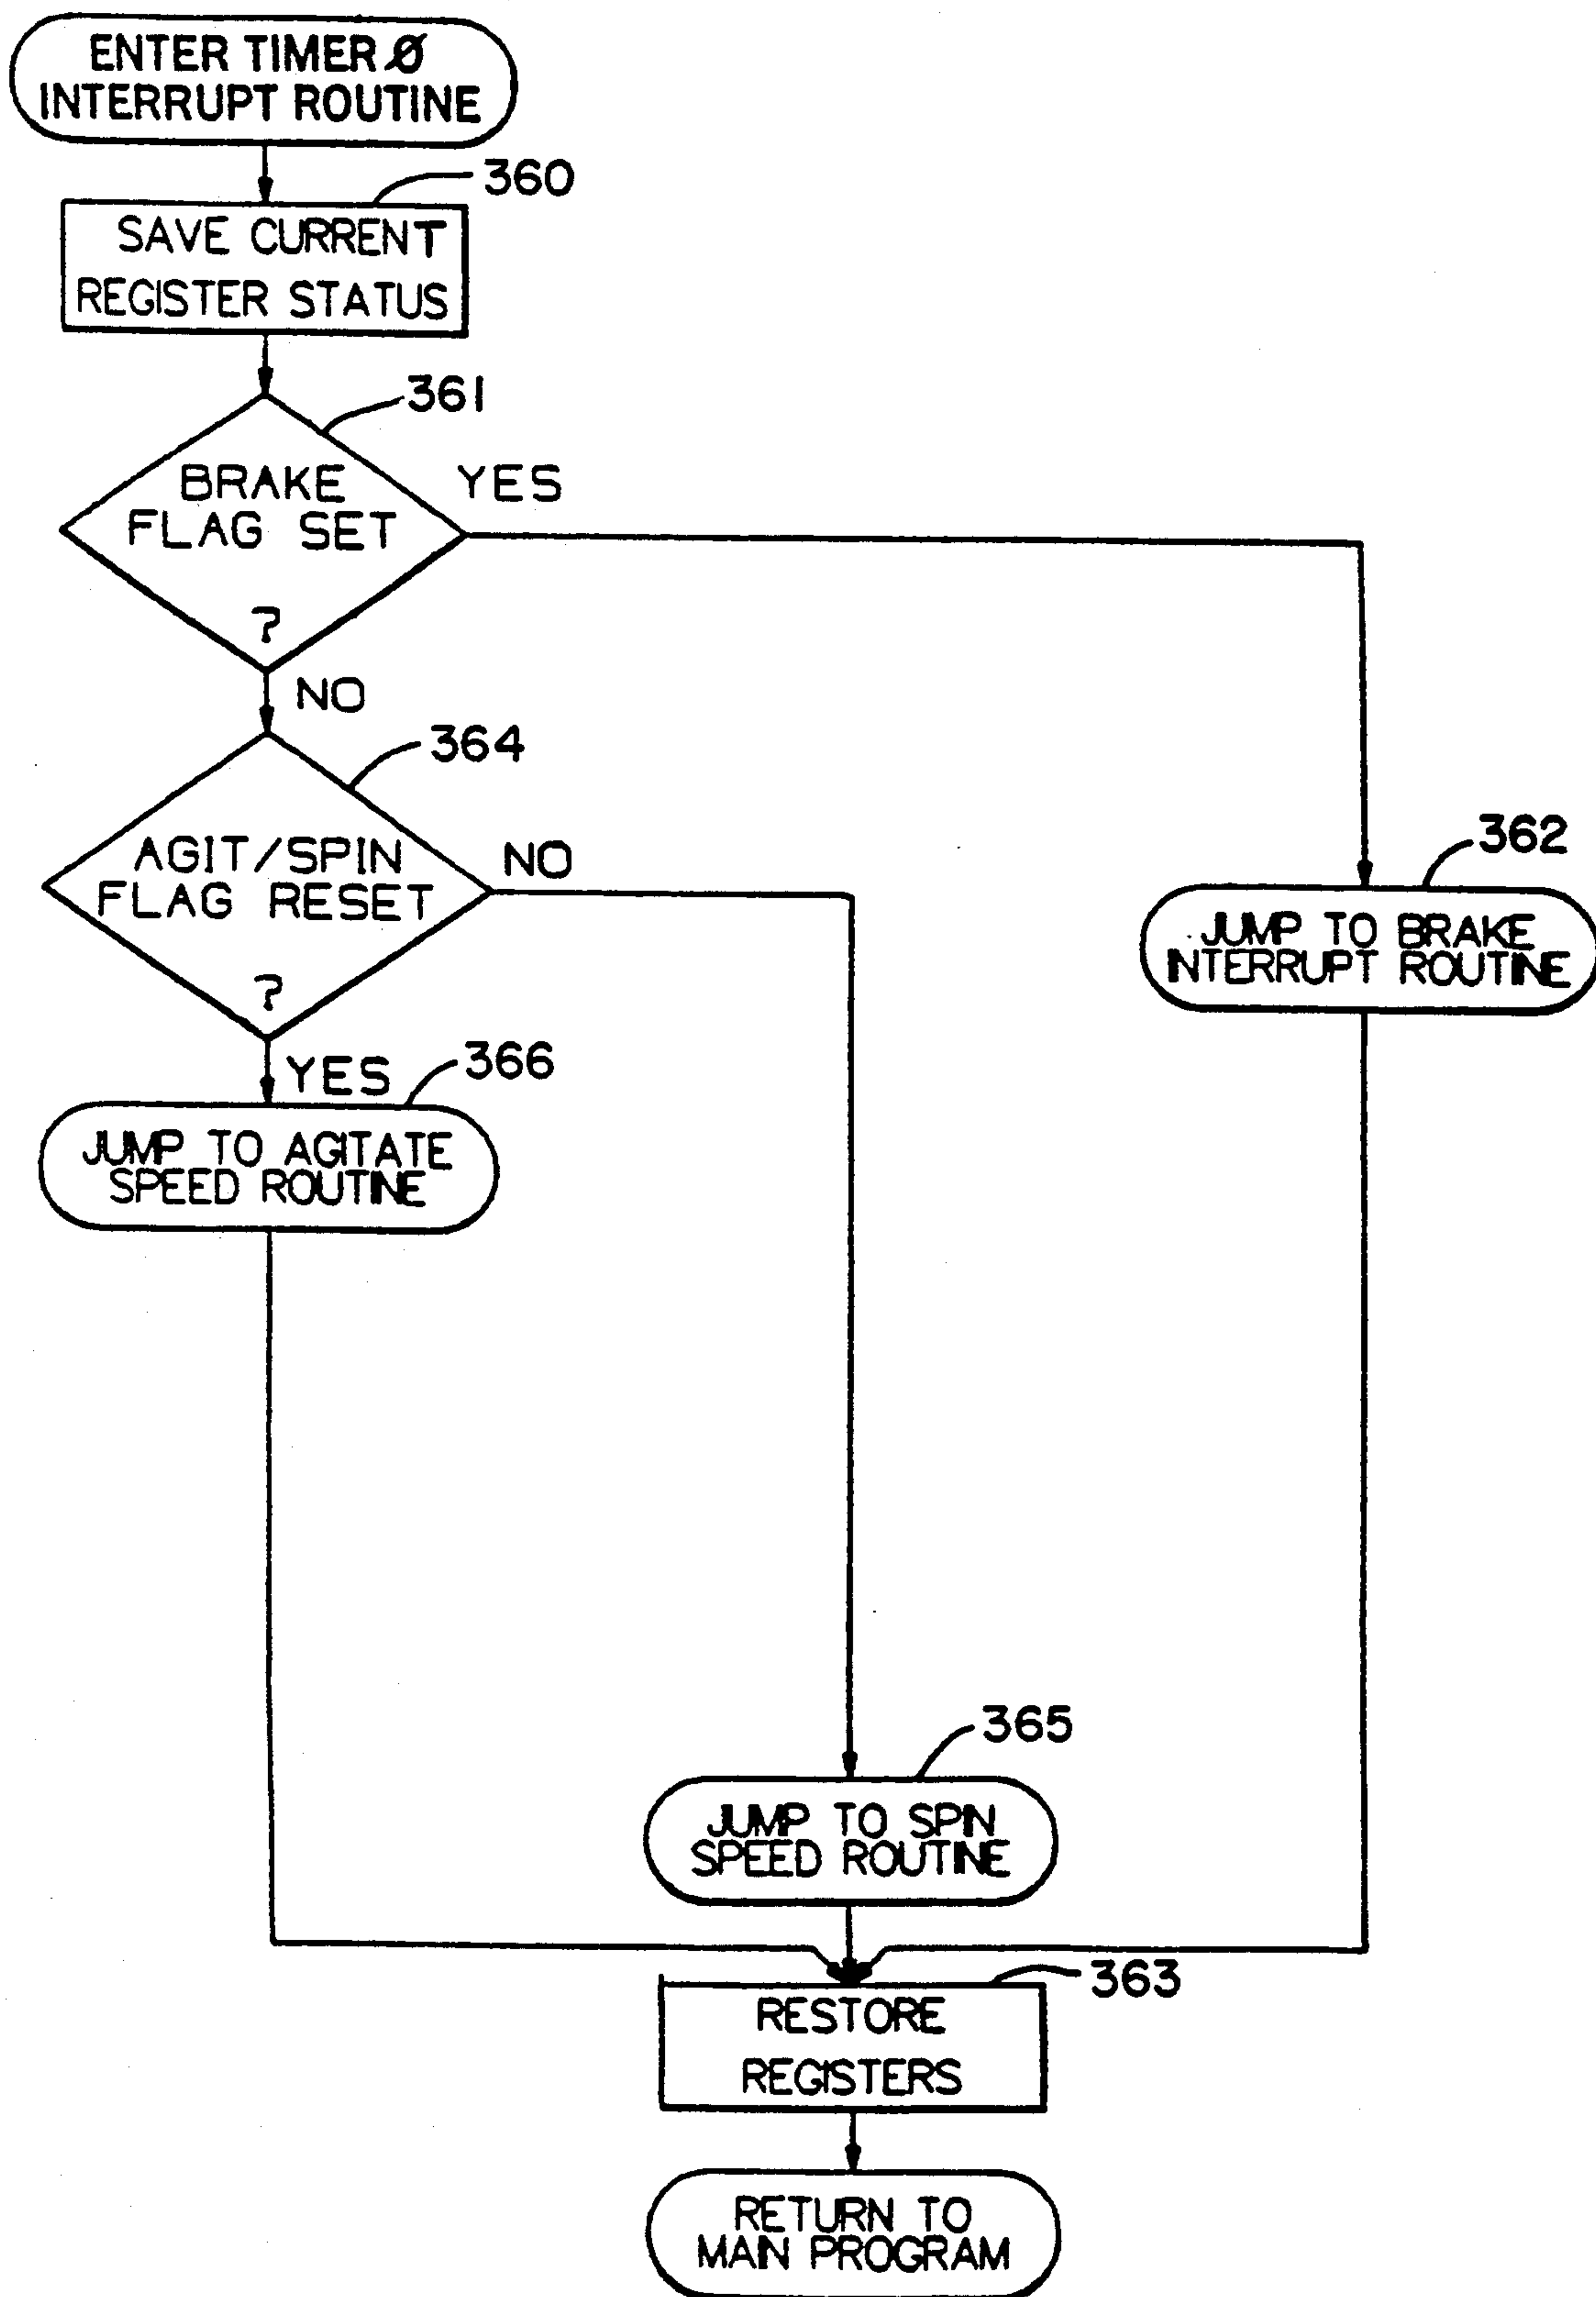 ENTER TIMER Ø
INTERRUPT ROUTINE
360
SAVE CURRENT
REGISTER STATUS
361
BRAKE
FLAG SET
?
YES
NO
364
AGIT/SPIN
FLAG RESET
?
NO
YES
362
JUMP TO BRAKE
INTERRUPT ROUTINE
366
JUMP TO AGITATE
SPEED ROUTINE
365
JUMP TO SPIN
SPEED ROUTINE
363
RESTORE
REGISTERS
RETURN TO
MAIN PROGRAM